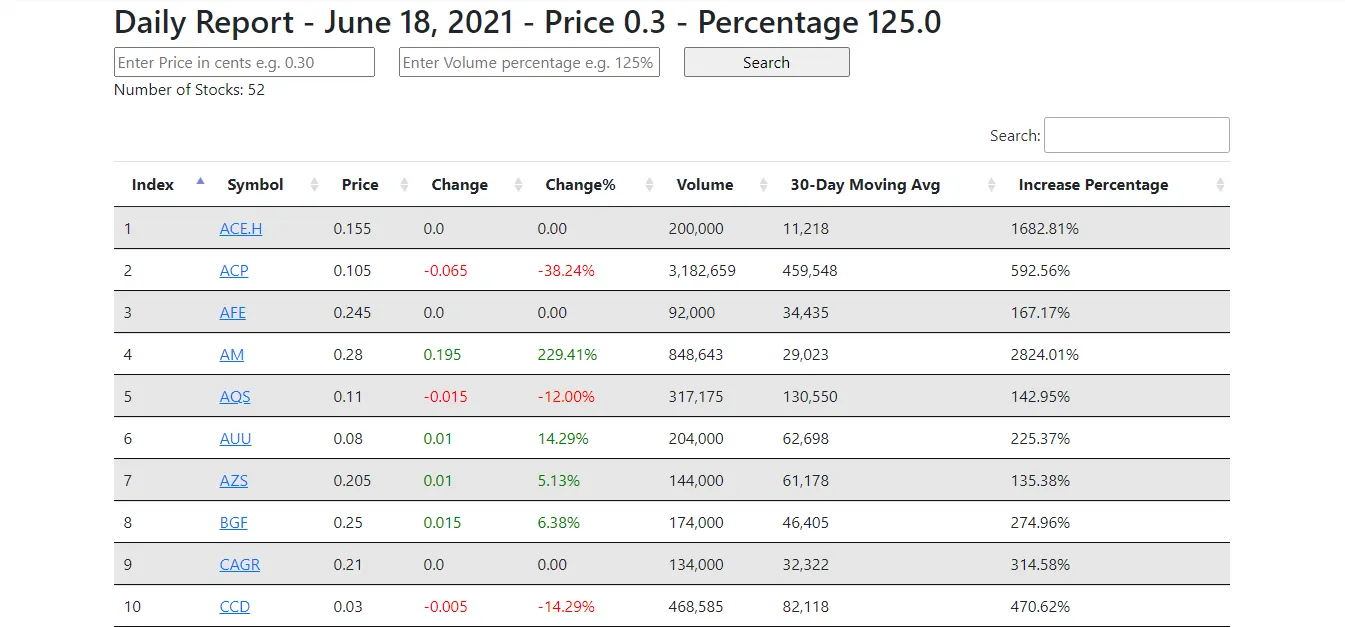 Daily Report - June 18, 2021 - Price 0.3 - Percentage 125.0
Enter Price in cents e.g. 0.30 Enter Volume percentage e.g. 125% Search
Number of Stocks: 52
Search:
Index Symbol Price Change Change% Volume 30-Day Moving Avg Increase Percentage
1 ACE.H 0.155 0.0 0.00 200,000 11,218 1682.81%
2 ACP 0.105 -0.065 -38.24% 3,182,659 459,548 592.56%
3 AFE 0.245 0.0 0.00 92,000 34,435 167.17%
4 AM 0.28 0.195 229.41% 848,643 29,023 2824.01%
5 AQS 0.11 -0.015 -12.00% 317,175 130,550 142.95%
6 AUU 0.08 0.01 14.29% 204,000 62,698 225.37%
7 AZS 0.205 0.01 5.13% 144,000 61,178 135.38%
8 BGF 0.25 0.015 6.38% 174,000 46,405 274.96%
9 CAGR 0.21 0.0 0.00 134,000 32,322 314.58%
10 CCD 0.03 -0.005 -14.29% 468,585 82,118 470.62%